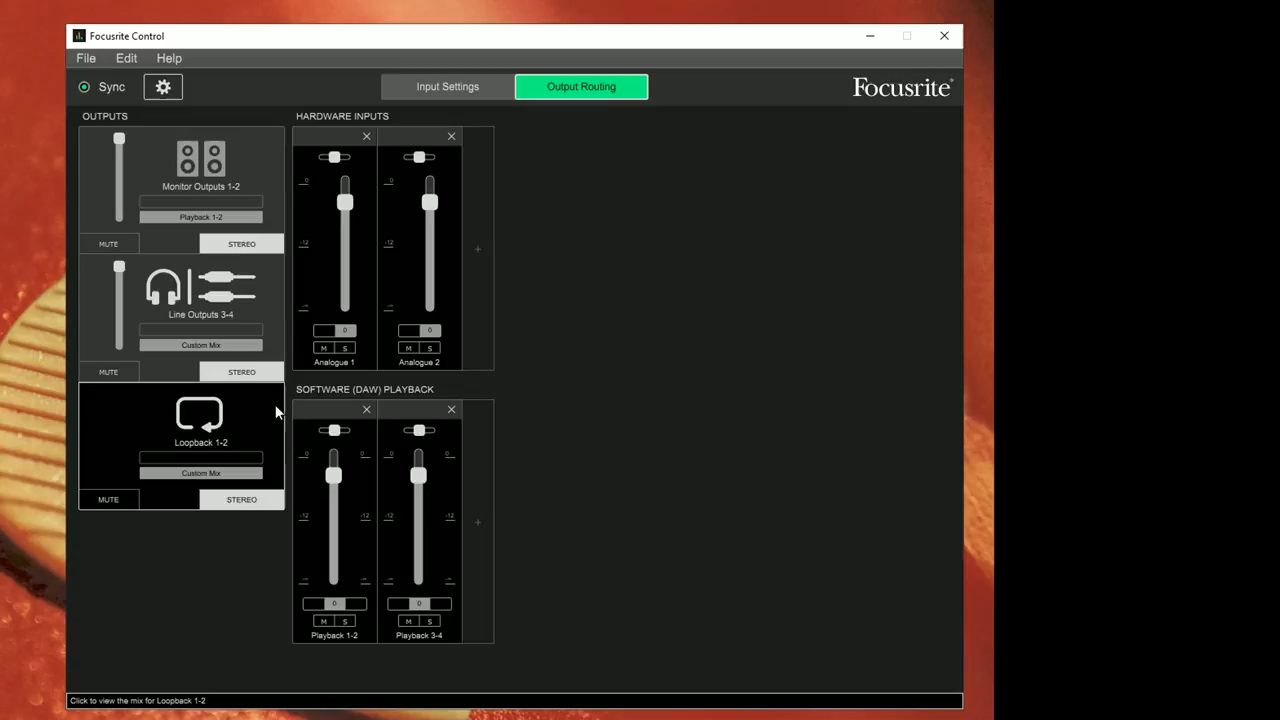 Focusrite Control
File Edit Help
Sync
Input Settings
Output Routing
Focusrite
OUTPUTS
Monitor Outputs 1-2
Playback 1-2
MUTE
STEREO
Line Outputs 3-4
Custom Mix
MUTE
STEREO
Loopback 1-2
Custom Mix
MUTE
STEREO
HARDWARE INPUTS
0
-12
-∞
0
M S
Analogue 1
0
-12
-∞
0
M S
Analogue 2
+
SOFTWARE (DAW) PLAYBACK
0 0
-12 -12
-∞ -∞
0
M S
Playback 1-2
0 0
-12 -12
-∞ -∞
0
M S
Playback 3-4
+
Click to view the mix for Loopback 1-2